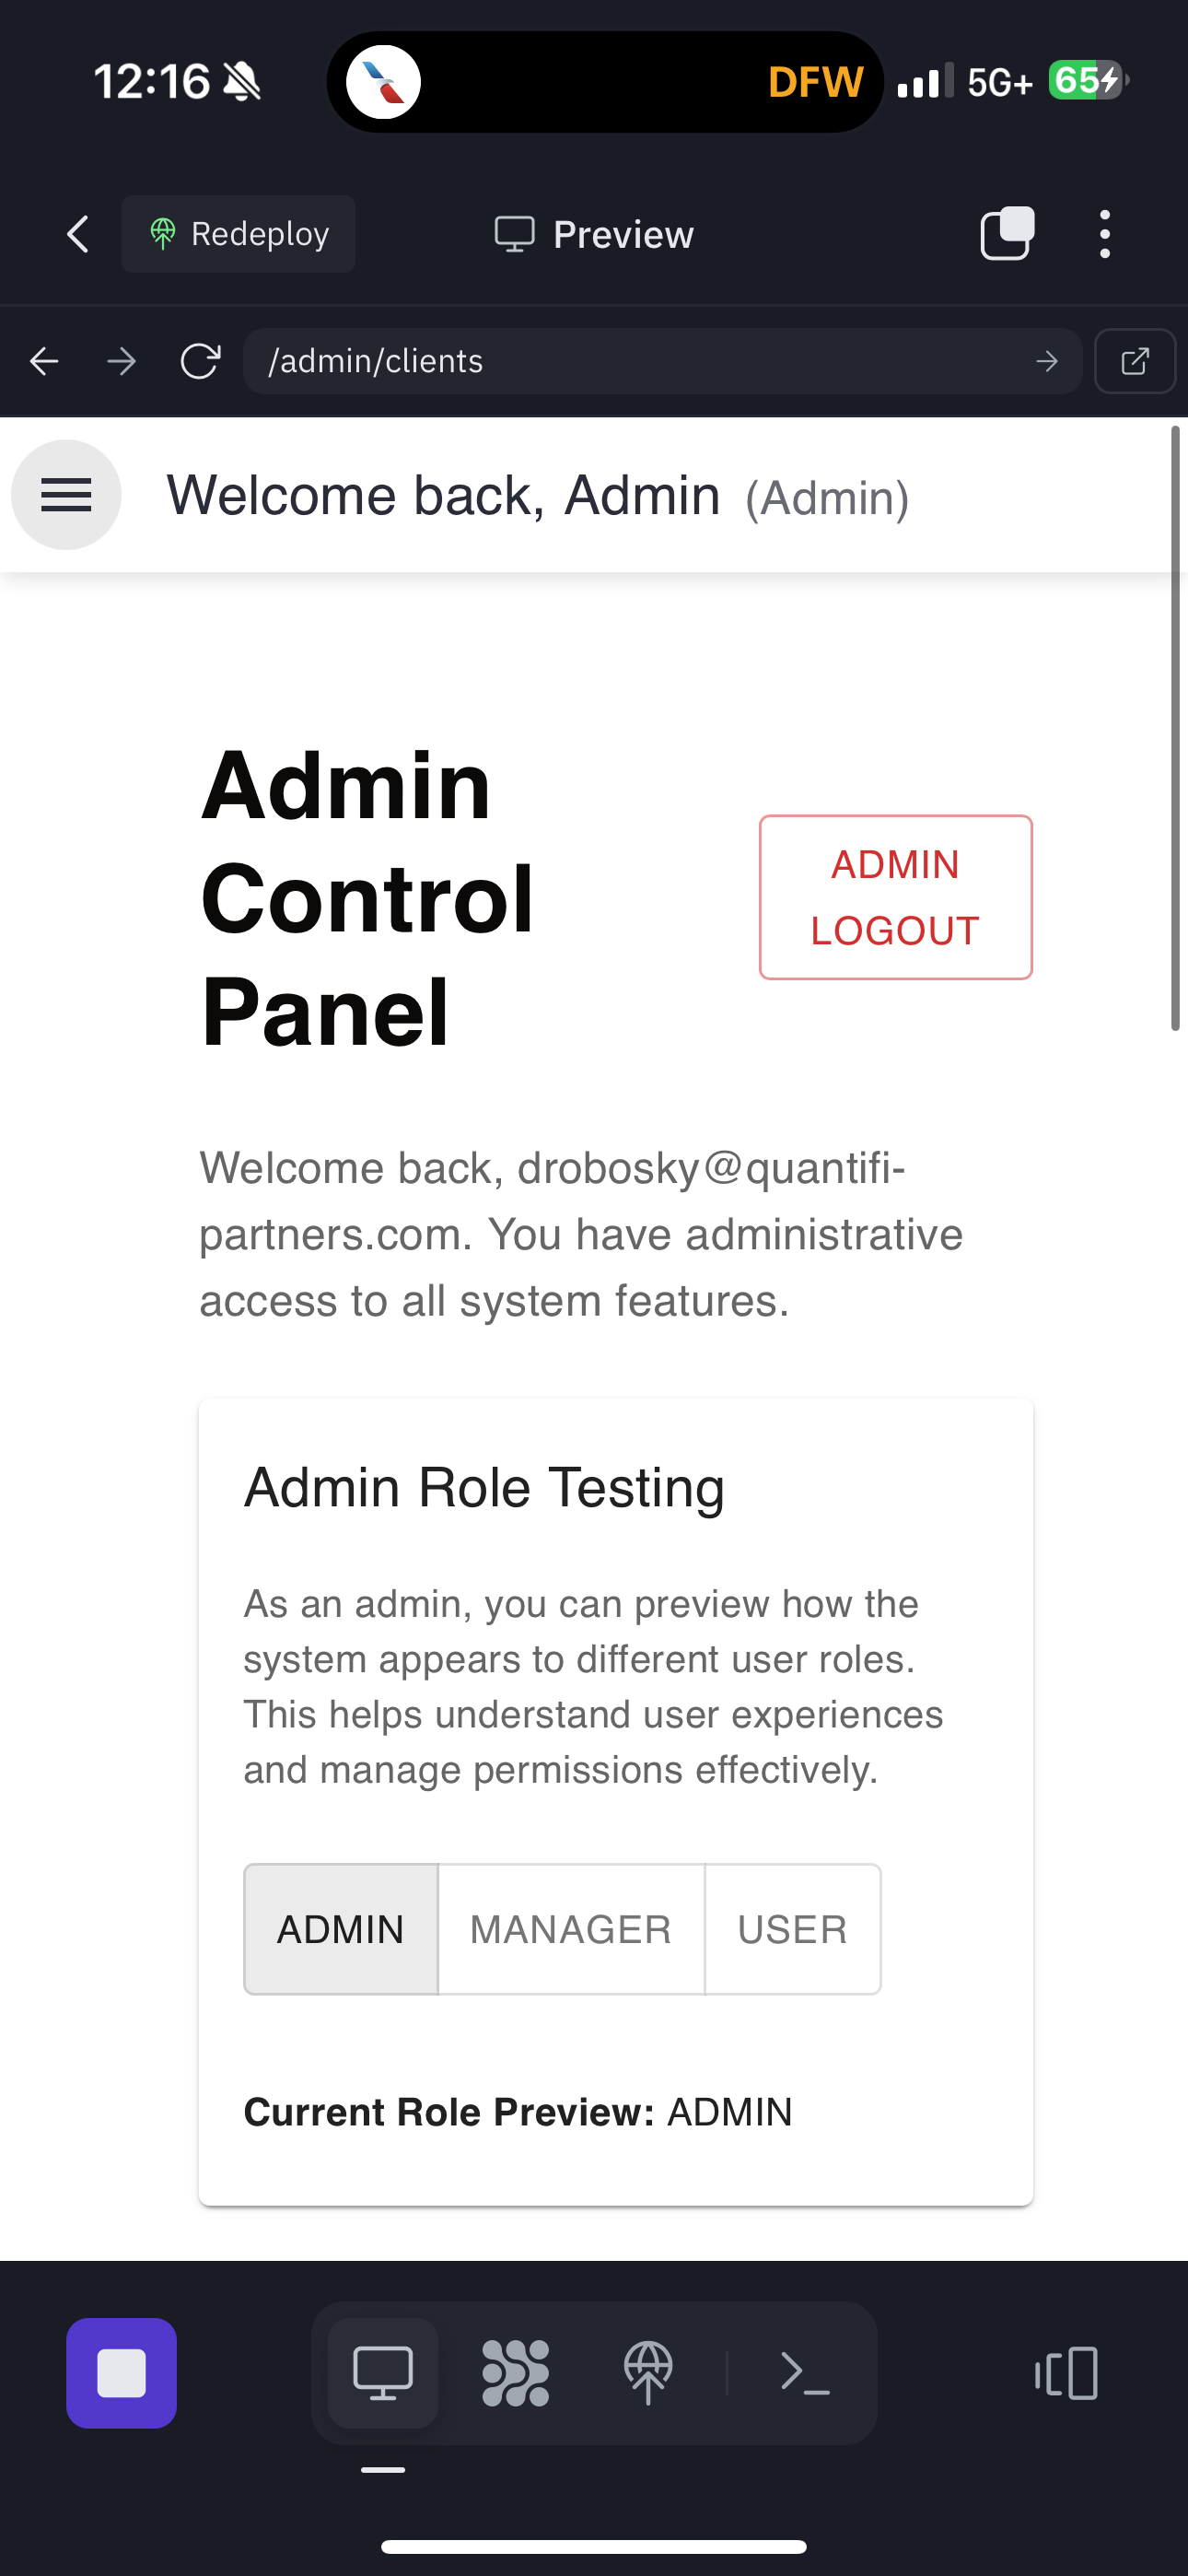 12:16
DFW
5G+
65
Redeploy
Preview
/admin/clients
Welcome back, Admin (Admin)
Admin
Control
Panel
ADMIN
LOGOUT
Welcome back, drobosky@quantifi-
partners.com. You have administrative
access to all system features.
Admin Role Testing
As an admin, you can preview how the
system appears to different user roles.
This helps understand user experiences
and manage permissions effectively.
ADMIN
MANAGER
USER
Current Role Preview: ADMIN